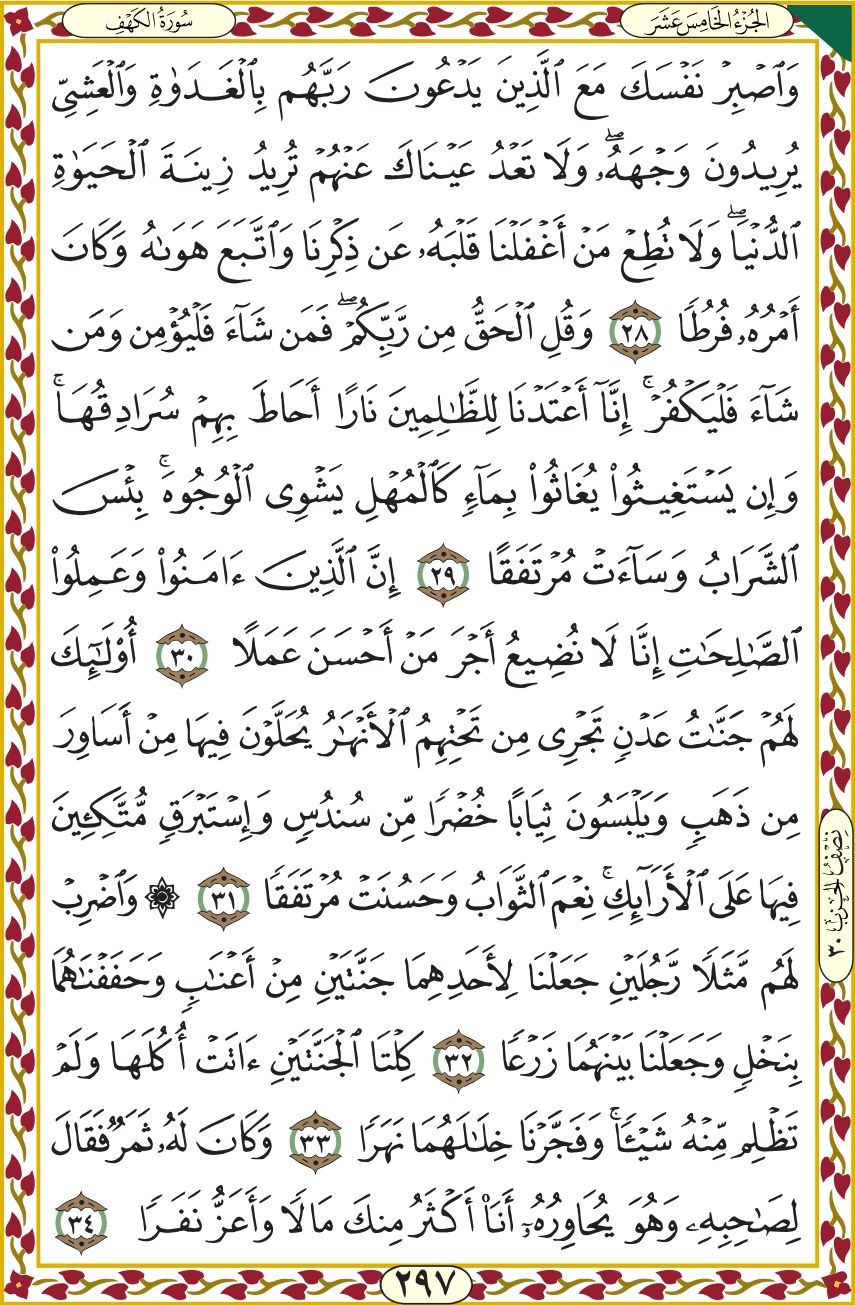 الجُزْءُ الخَامِسَ عَشَرَ
سُورَةُ الكَهْفِ
وَٱصْبِرْ نَفْسَكَ مَعَ ٱلَّذِينَ يَدْعُونَ رَبَّهُم بِٱلْغَدَوٰةِ وَٱلْعَشِىِّ
يُرِيدُونَ وَجْهَهُۥۖ وَلَا تَعْدُ عَيْنَاكَ عَنْهُمْ تُرِيدُ زِينَةَ ٱلْحَيَوٰةِ
ٱلدُّنْيَاۖ وَلَا تُطِعْ مَنْ أَغْفَلْنَا قَلْبَهُۥ عَن ذِكْرِنَا وَٱتَّبَعَ هَوَىٰهُ وَكَانَ
أَمْرُهُۥ فُرُطًا ٢٨ وَقُلِ ٱلْحَقُّ مِن رَّبِّكُمْۖ فَمَن شَآءَ فَلْيُؤْمِن وَمَن
شَآءَ فَلْيَكْفُرْۚ إِنَّآ أَعْتَدْنَا لِلظَّٰلِمِينَ نَارًا أَحَاطَ بِهِمْ سُرَادِقُهَاۚ
وَإِن يَسْتَغِيثُوا۟ يُغَاثُوا۟ بِمَآءٍ كَٱلْمُهْلِ يَشْوِى ٱلْوُجُوهَۚ بِئْسَ
ٱلشَّرَابُ وَسَآءَتْ مُرْتَفَقًا ٢٩ إِنَّ ٱلَّذِينَ ءَامَنُوا۟ وَعَمِلُوا۟
ٱلصَّٰلِحَٰتِ إِنَّا لَا نُضِيعُ أَجْرَ مَنْ أَحْسَنَ عَمَلًا ٣٠ أُو۟لَٰٓئِكَ
لَهُمْ جَنَّٰتُ عَدْنٍ تَجْرِى مِن تَحْتِهِمُ ٱلْأَنْهَٰرُ يُحَلَّوْنَ فِيهَا مِنْ أَسَاوِرَ
مِن ذَهَبٍ وَيَلْبَسُونَ ثِيَابًا خُضْرًا مِّن سُندُسٍ وَإِسْتَبْرَقٍ مُّتَّكِـِٔينَ
فِيهَا عَلَى ٱلْأَرَآئِكِۚ نِعْمَ ٱلثَّوَابُ وَحَسُنَتْ مُرْتَفَقًا ٣١ ۞ وَٱضْرِبْ
لَهُم مَّثَلًا رَّجُلَيْنِ جَعَلْنَا لِأَحَدِهِمَا جَنَّتَيْنِ مِنْ أَعْنَٰبٍ وَحَفَفْنَٰهُمَا
بِنَخْلٍ وَجَعَلْنَا بَيْنَهُمَا زَرْعًا ٣٢ كِلْتَا ٱلْجَنَّتَيْنِ ءَاتَتْ أُكُلَهَا وَلَمْ
تَظْلِم مِّنْهُ شَيْـًٔاۚ وَفَجَّرْنَا خِلَٰلَهُمَا نَهَرًا ٣٣ وَكَانَ لَهُۥ ثَمَرٌ فَقَالَ
لِصَٰحِبِهِۦ وَهُوَ يُحَاوِرُهُۥٓ أَنَا۠ أَكْثَرُ مِنكَ مَالًا وَأَعَزُّ نَفَرًا ٣٤
نِصْفُ الحِزْبِ ٣٠
٢٩٧